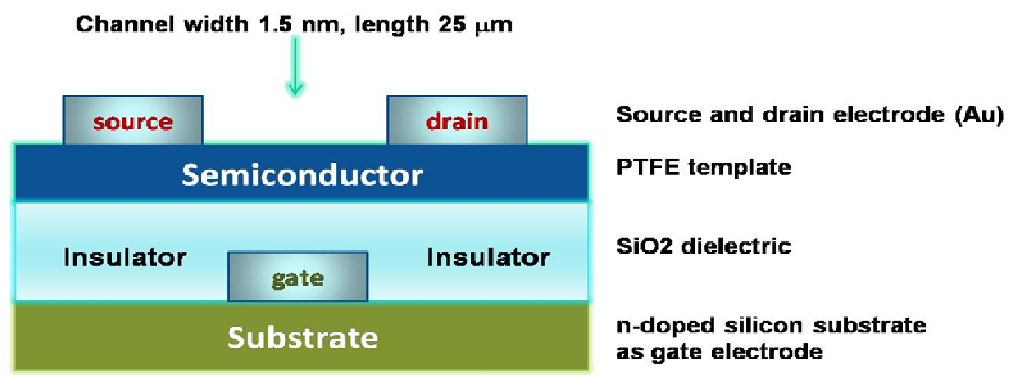 Channel width 1.5 nm, length 25 μm
source
drain
Source and drain electrode (Au)
Semiconductor
PTFE template
Insulator
Insulator
SiO2 dielectric
gate
Substrate
n-doped silicon substrate
as gate electrode